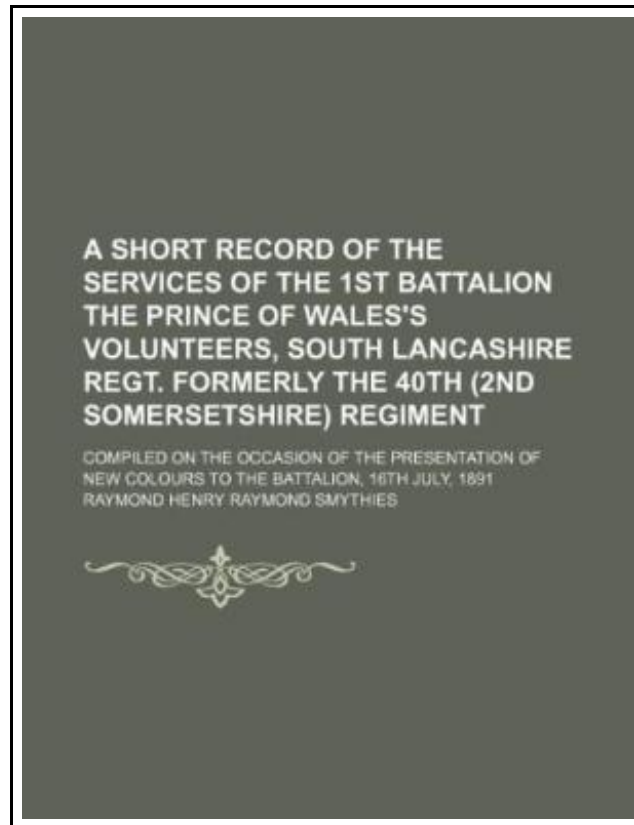 A SHORT RECORD OF THE
SERVICES OF THE 1ST BATTALION
THE PRINCE OF WALES'S
VOLUNTEERS, SOUTH LANCASHIRE
REGT. FORMERLY THE 40TH (2ND
SOMERSETSHIRE) REGIMENT
COMPILED ON THE OCCASION OF THE PRESENTATION OF
NEW COLOURS TO THE BATTALION, 16TH JULY, 1891
RAYMOND HENRY RAYMOND SMYTHIES